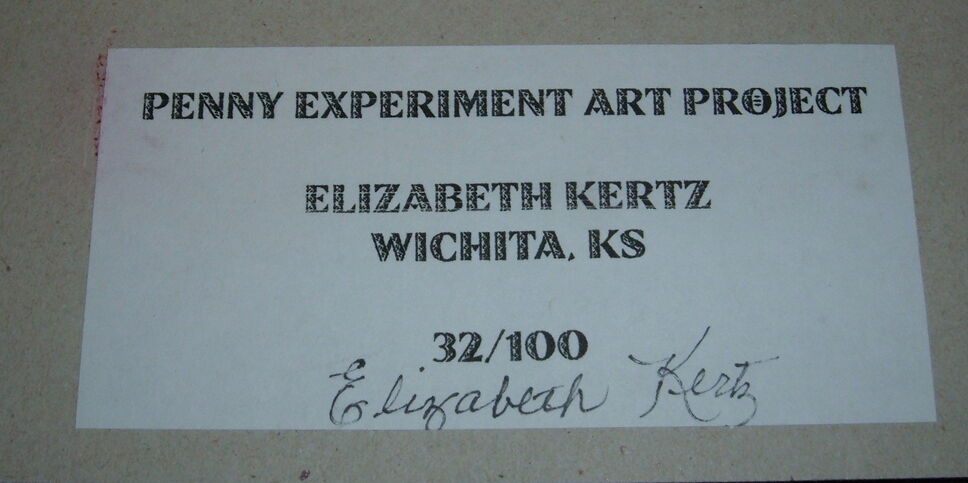 PENNY EXPERIMENT ART PROJECT
ELIZABETH KERTZ
WICHITA, KS
32/100
Elizabeth Kertz